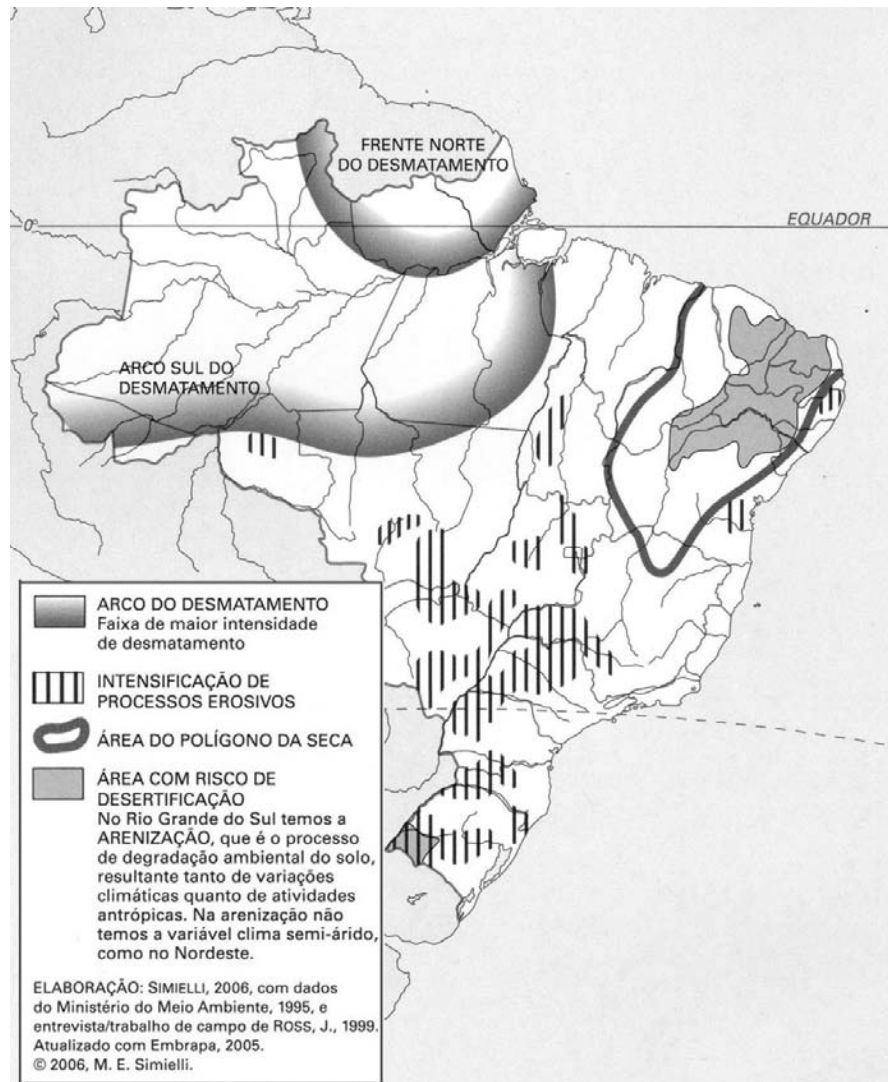 FRENTE NORTE
DO DESMATAMENTO
0°
EQUADOR
ARCO SUL DO
DESMATAMENTO
ARCO DO DESMATAMENTO
Faixa de maior intensidade
de desmatamento
INTENSIFICAÇÃO DE
PROCESSOS EROSIVOS
ÁREA DO POLÍGONO DA SECA
ÁREA COM RISCO DE
DESERTIFICAÇÃO
No Rio Grande do Sul temos a
ARENIZAÇÃO, que é o processo
de degradação ambiental do solo,
resultante tanto de variações
climáticas quanto de atividades
antrópicas. Na arenização não
temos a variável clima semi-árido,
como no Nordeste.
ELABORAÇÃO: SIMIELLI, 2006, com dados
do Ministério do Meio Ambiente, 1995, e
entrevista/trabalho de campo de ROSS, J., 1999.
Atualizado com Embrapa, 2005.
© 2006, M. E. Simielli.